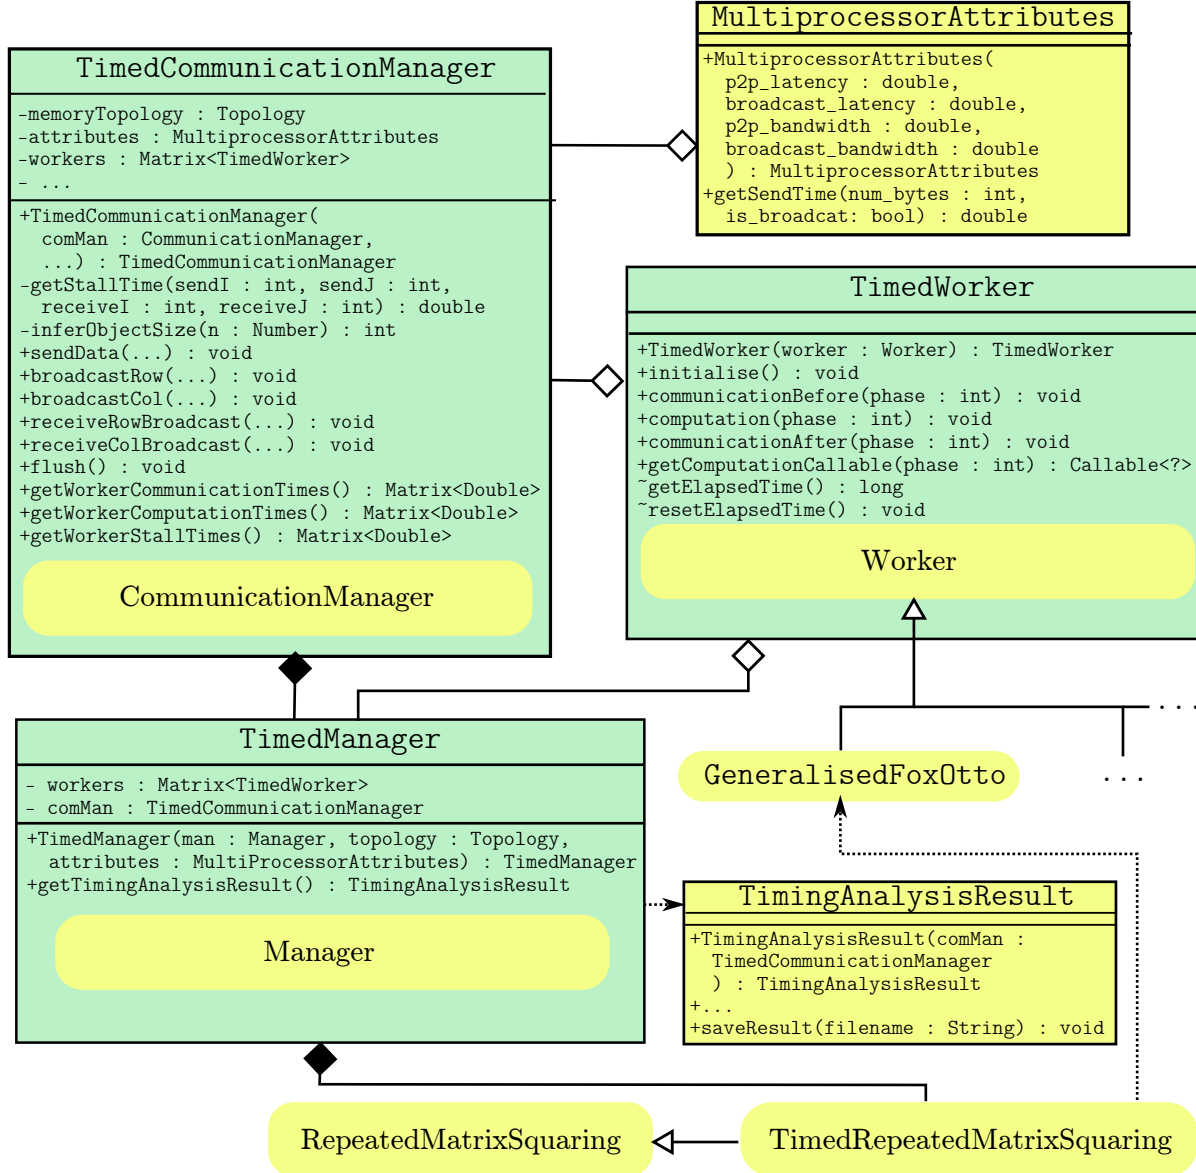 MultiprocessorAttributes
+MultiprocessorAttributes(
p2p_latency : double,
broadcast_latency : double,
p2p_bandwidth : double,
broadcast_bandwidth : double
) : MultiprocessorAttributes
+getSendTime(num_bytes : int,
is_broadcat: bool) : double
TimedCommunicationManager
-memoryTopology : Topology
-attributes : MultiprocessorAttributes
-workers : Matrix<TimedWorker>
- ...
+TimedCommunicationManager(
comMan : CommunicationManager,
...) : TimedCommunicationManager
-getStallTime(sendI : int, sendJ : int,
receiveI : int, receiveJ : int) : double
-inferObjectSize(n : Number) : int
+sendData(...) : void
+broadcastRow(...) : void
+broadcastCol(...) : void
+receiveRowBroadcast(...) : void
+receiveColBroadcast(...) : void
+flush() : void
+getWorkerCommunicationTimes() : Matrix<Double>
+getWorkerComputationTimes() : Matrix<Double>
+getWorkerStallTimes() : Matrix<Double>
CommunicationManager
TimedWorker
+TimedWorker(worker : Worker) : TimedWorker
+initialise() : void
+communicationBefore(phase : int) : void
+computation(phase : int) : void
+communicationAfter(phase : int) : void
+getComputationCallable(phase : int) : Callable<?>
~getElapsedTime() : long
~resetElapsedTime() : void
Worker
TimedManager
- workers : Matrix<TimedWorker>
- comMan : TimedCommunicationManager
+TimedManager(man : Manager, topology : Topology,
attributes : MultiProcessorAttributes) : TimedManager
+getTimingAnalysisResult() : TimingAnalysisResult
Manager
...
GeneralisedFoxOtto
...
TimingAnalysisResult
+TimingAnalysisResult(comMan :
TimedCommunicationManager
) : TimingAnalysisResult
+...
+saveResult(filename : String) : void
RepeatedMatrixSquaring
TimedRepeatedMatrixSquaring